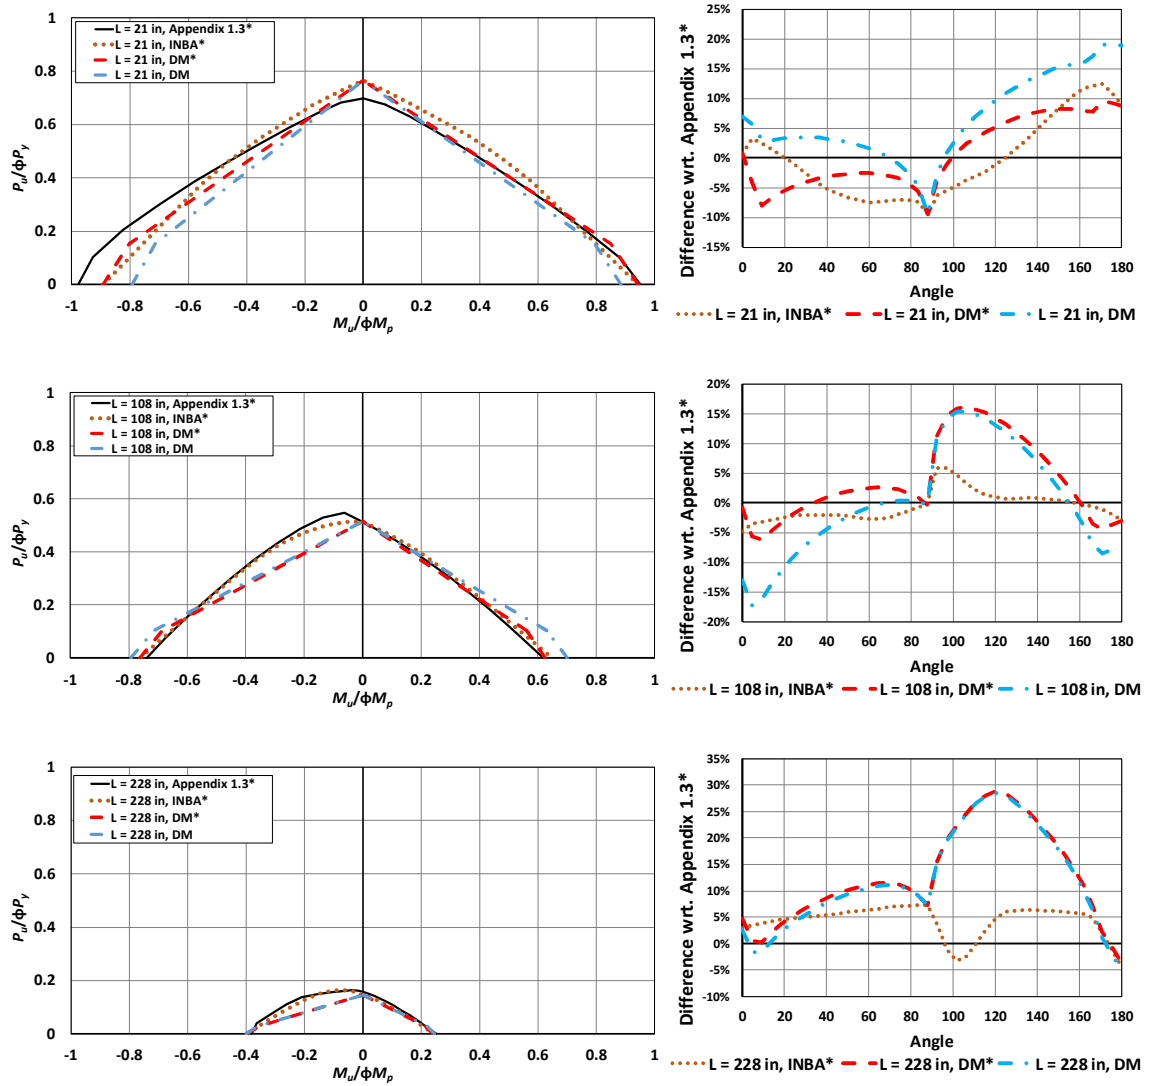 1
0.8
0.6
0.4
0.2
0
-1 -0.8 -0.6 -0.4 -0.2 0 0.2 0.4 0.6 0.8 1
Pu/ϕPy
Mu/ϕMp
L = 21 in, Appendix 1.3*
L = 21 in, INBA*
L = 21 in, DM*
L = 21 in, DM
25%
20%
15%
10%
5%
0%
-5%
-10%
-15%
0 20 40 60 80 100 120 140 160 180
Difference wrt. Appendix 1.3*
Angle
L = 21 in, INBA* L = 21 in, DM* L = 21 in, DM
1
0.8
0.6
0.4
0.2
0
-1 -0.8 -0.6 -0.4 -0.2 0 0.2 0.4 0.6 0.8 1
Pu/ϕPy
Mu/ϕMp
L = 108 in, Appendix 1.3*
L = 108 in, INBA*
L = 108 in, DM*
L = 108 in, DM
20%
15%
10%
5%
0%
-5%
-10%
-15%
-20%
0 20 40 60 80 100 120 140 160 180
Difference wrt. Appendix 1.3*
Angle
L = 108 in, INBA* L = 108 in, DM* L = 108 in, DM
1
0.8
0.6
0.4
0.2
0
-1 -0.8 -0.6 -0.4 -0.2 0 0.2 0.4 0.6 0.8 1
Pu/ϕPy
Mu/ϕMp
L = 228 in, Appendix 1.3*
L = 228 in, INBA*
L = 228 in, DM*
L = 228 in, DM
35%
30%
25%
20%
15%
10%
5%
0%
-5%
-10%
0 20 40 60 80 100 120 140 160 180
Difference wrt. Appendix 1.3*
Angle
L = 228 in, INBA* L = 228 in, DM* L = 228 in, DM